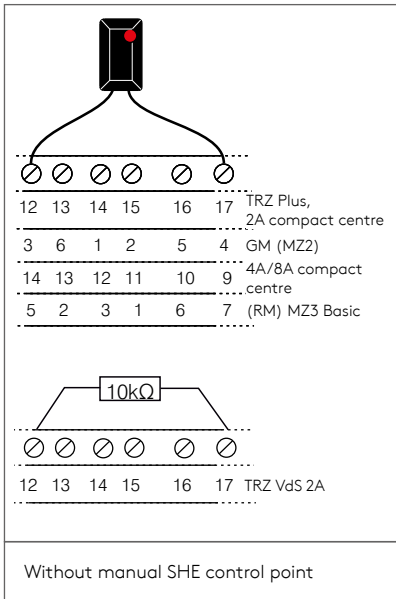 12 13 14 15 16 17 TRZ Plus,
2A compact centre
3 6 1 2 5 4 GM (MZ2)
14 13 12 11 10 9 4A/8A compact
centre
5 2 3 1 6 7 (RM) MZ3 Basic
10kΩ
12 13 14 15 16 17 TRZ VdS 2A
Without manual SHE control point